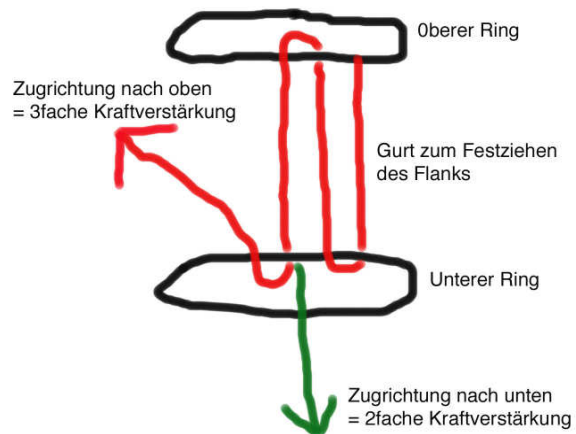 0berer Ring
Zugrichtung nach oben
= 3fache Kraftverstärkung
Gurt zum Festziehen
des Flanks
Unterer Ring
Zugrichtung nach unten
= 2fache Kraftverstärkung